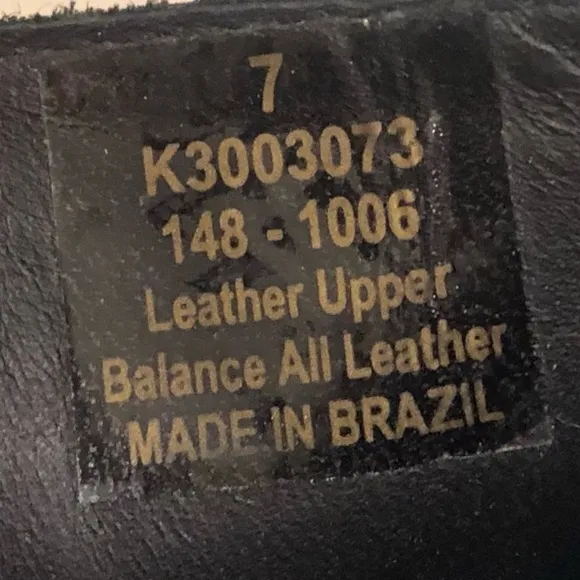 7
K3003073
148 - 1006
Leather Upper
Balance All Leather
MADE IN BRAZIL